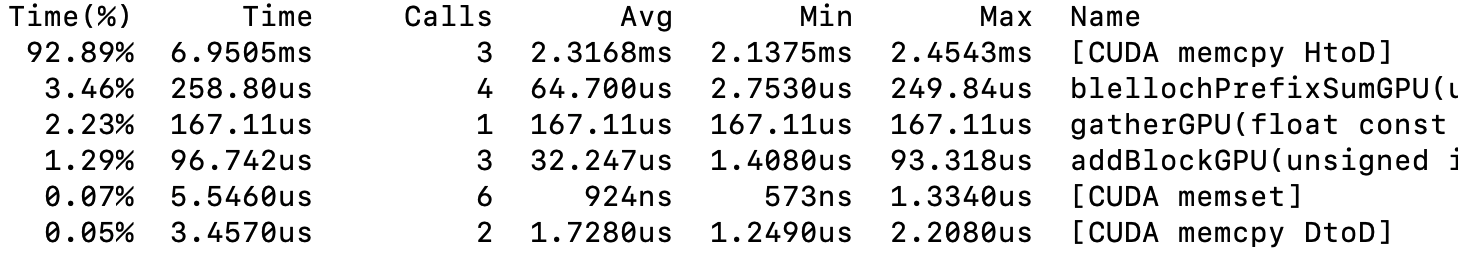 Time(%) Time Calls Avg Min Max Name
92.89% 6.9505ms 3 2.3168ms 2.1375ms 2.4543ms [CUDA memcpy HtoD]
3.46% 258.80us 4 64.700us 2.7530us 249.84us blellochPrefixSumGPU(u
2.23% 167.11us 1 167.11us 167.11us 167.11us gatherGPU(float const
1.29% 96.742us 3 32.247us 1.4080us 93.318us addBlockGPU(unsigned i
0.07% 5.5460us 6 924ns 573ns 1.3340us [CUDA memset]
0.05% 3.4570us 2 1.7280us 1.2490us 2.2080us [CUDA memcpy DtoD]